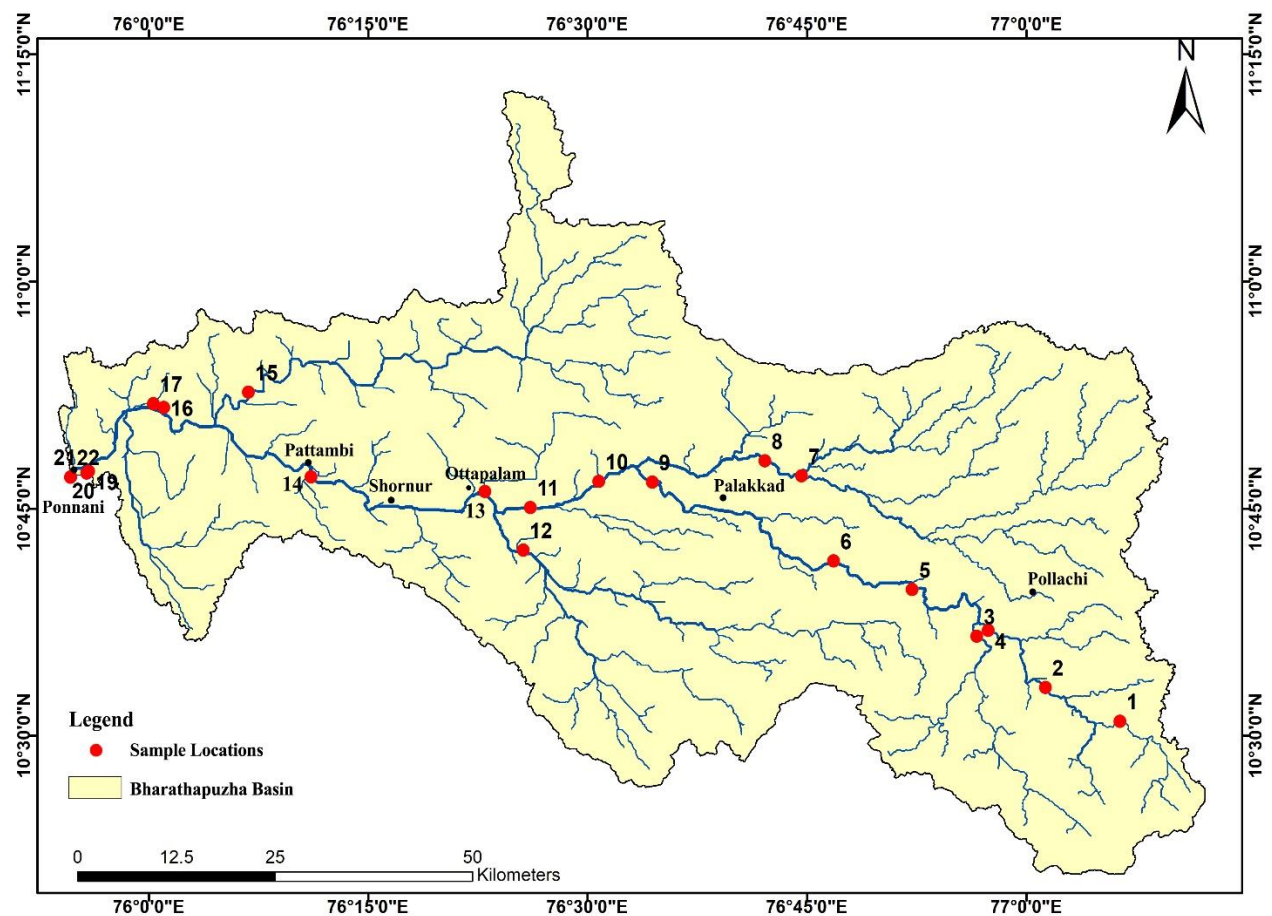 76°0'0"E 76°15'0"E 76°30'0"E 76°45'0"E 77°0'0"E
11°15'0"N 11°15'0"N
N
11°0'0"N 11°0'0"N
17 15
16
Pattambi
8
21 22 Ottapalam 10 9 7
20 19 14 Shornur 11 Palakkad
Ponnani 13
10°45'0"N 10°45'0"N
12
6
5 Pollachi
3
4
2
1
Legend
Sample Locations
10°30'0"N 10°30'0"N
Bharathapuzha Basin
0 12.5 25 50
Kilometers
76°0'0"E 76°15'0"E 76°30'0"E 76°45'0"E 77°0'0"E